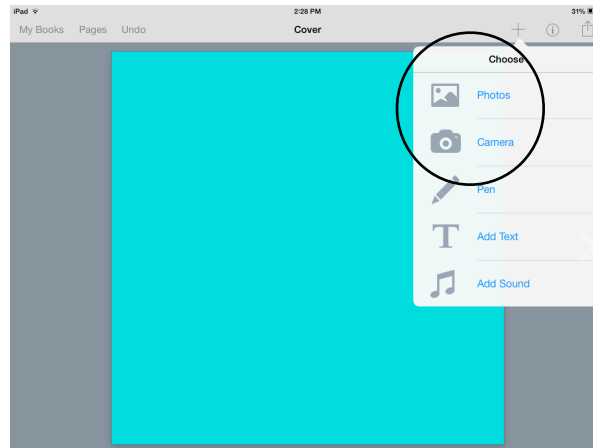 iPad 2:28 PM 31%
My Books Pages Undo Cover
Choose
Photos
Camera
Pen
Add Text
Add Sound